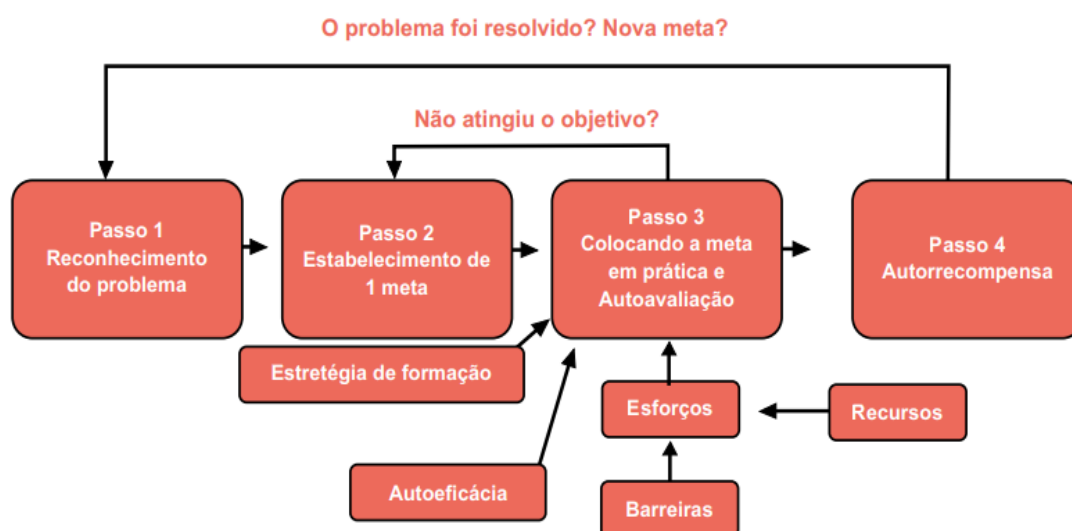 O problema foi resolvido? Nova meta?
Não atingiu o objetivo?
Passo 1
Reconhecimento
do problema
Passo 2
Estabelecimento de
1 meta
Passo 3
Colocando a meta
em prática e
Autoavaliação
Passo 4
Autorrecompensa
Estretégia de formação
Esforços
Recursos
Autoeficácia
Barreiras